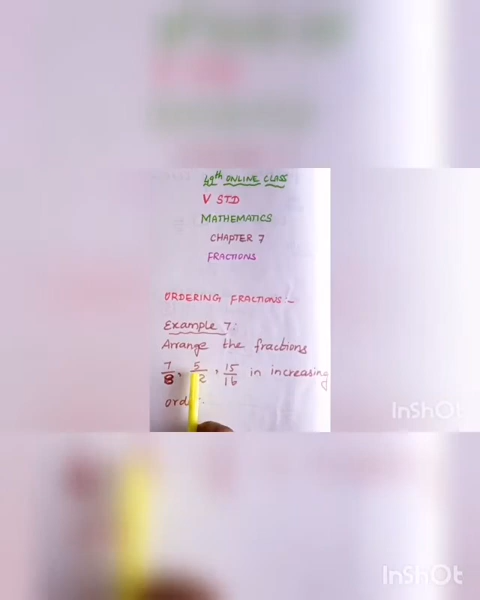 49th ONLINE CLASS
V STD
MATHEMATICS
CHAPTER 7
FRACTIONS
ORDERING FRACTIONS:-
Example 7:
Arrange the fractions
7/8, 5/ 2, 15/16 in increasing
InShOt
InShOt